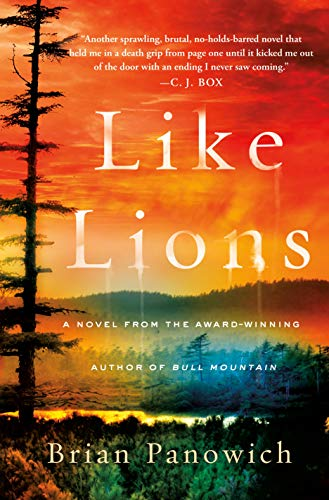 "Another sprawling, brutal, no-holds-barred novel that
held me in a death grip from page one until it kicked me out
of the door with an ending I never saw coming."
—C. J. BOX
Like
Lions
A NOVEL FROM THE AWARD-WINNING
AUTHOR OF BULL MOUNTAIN
Brian Panowich